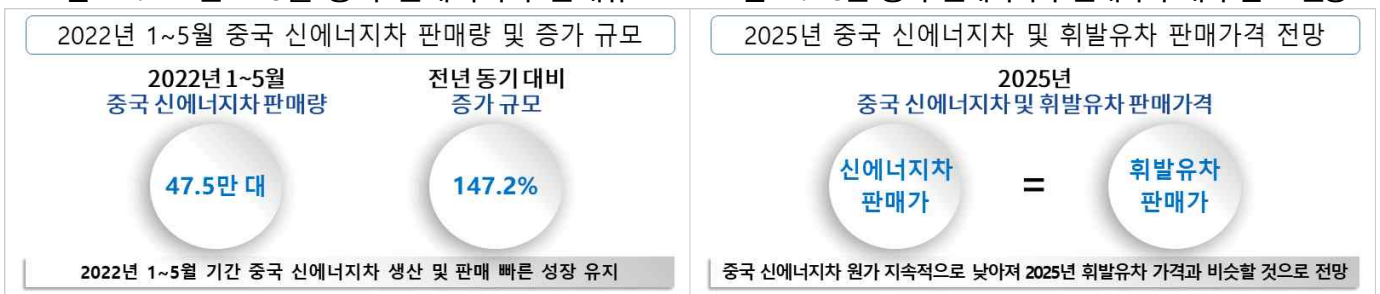 2022년 1~5월 중국 신에너지차 판매량 및 증가 규모
2022년 1~5월
중국 신에너지차 판매량
전년 동기 대비
증가 규모
47.5만 대
147.2%
2022년 1~5월 기간 중국 신에너지차 생산 및 판매 빠른 성장 유지
2025년 중국 신에너지차 및 휘발유차 판매가격 전망
2025년
중국 신에너지차 및 휘발유차 판매가격
신에너지차
판매가
=
휘발유차
판매가
중국 신에너지차 원가 지속적으로 낮아져 2025년 휘발유차 가격과 비슷할 것으로 전망